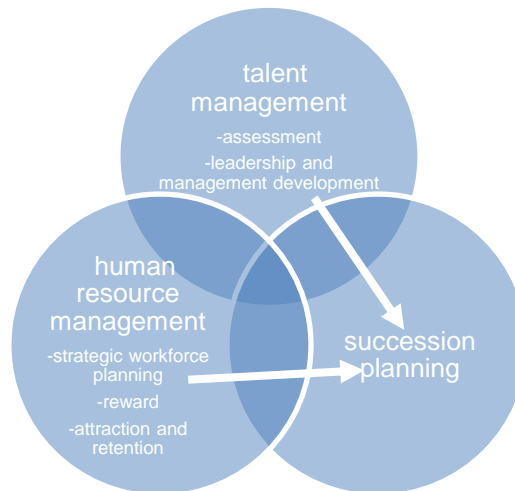 talent
management
-assessment
-leadership and
management development
human
resource
management
-strategic workforce
planning
-reward
-attraction and
retention
succession
planning